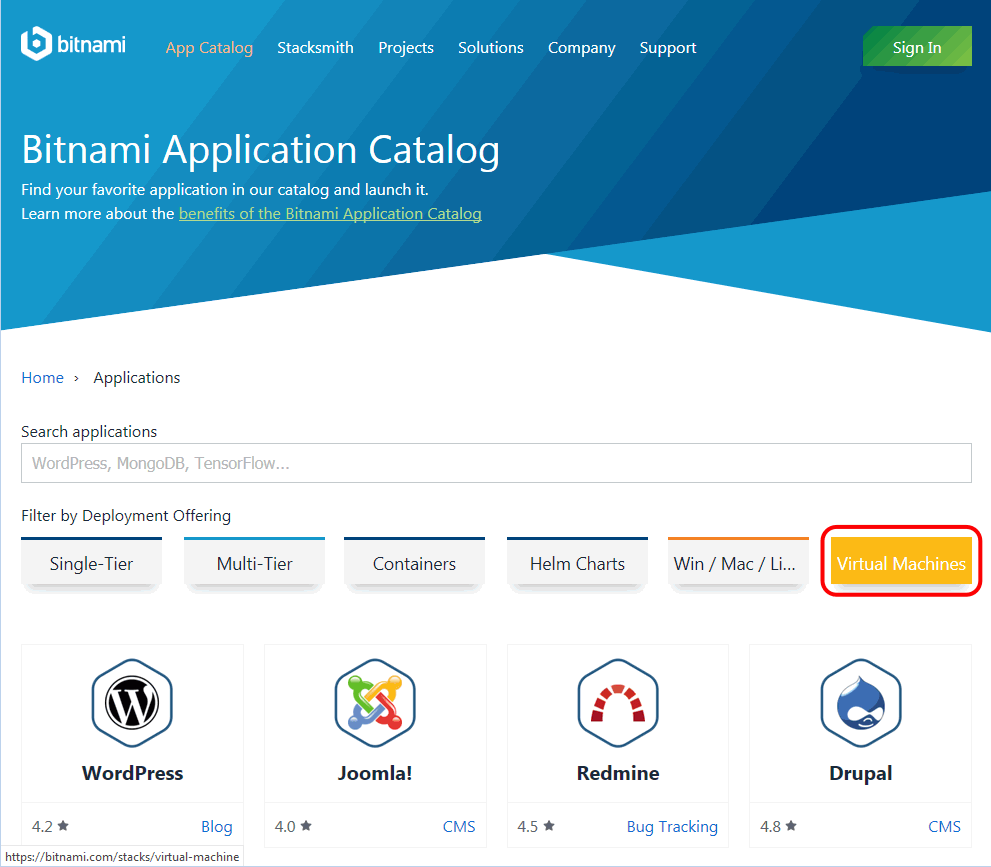 bitnami App Catalog Stacksmith Projects Solutions Company Support Sign In
Bitnami Application Catalog
Find your favorite application in our catalog and launch it.
Learn more about the benefits of the Bitnami Application Catalog
Home › Applications
Search applications
WordPress, MongoDB, TensorFlow...
Filter by Deployment Offering
Single-Tier Multi-Tier Containers Helm Charts Win / Mac / Li... Virtual Machines
WordPress Joomla! Redmine Drupal
4.2 ★ Blog 4.0 ★ CMS 4.5 ★ Bug Tracking 4.8 ★ CMS
https://bitnami.com/stacks/virtual-machine